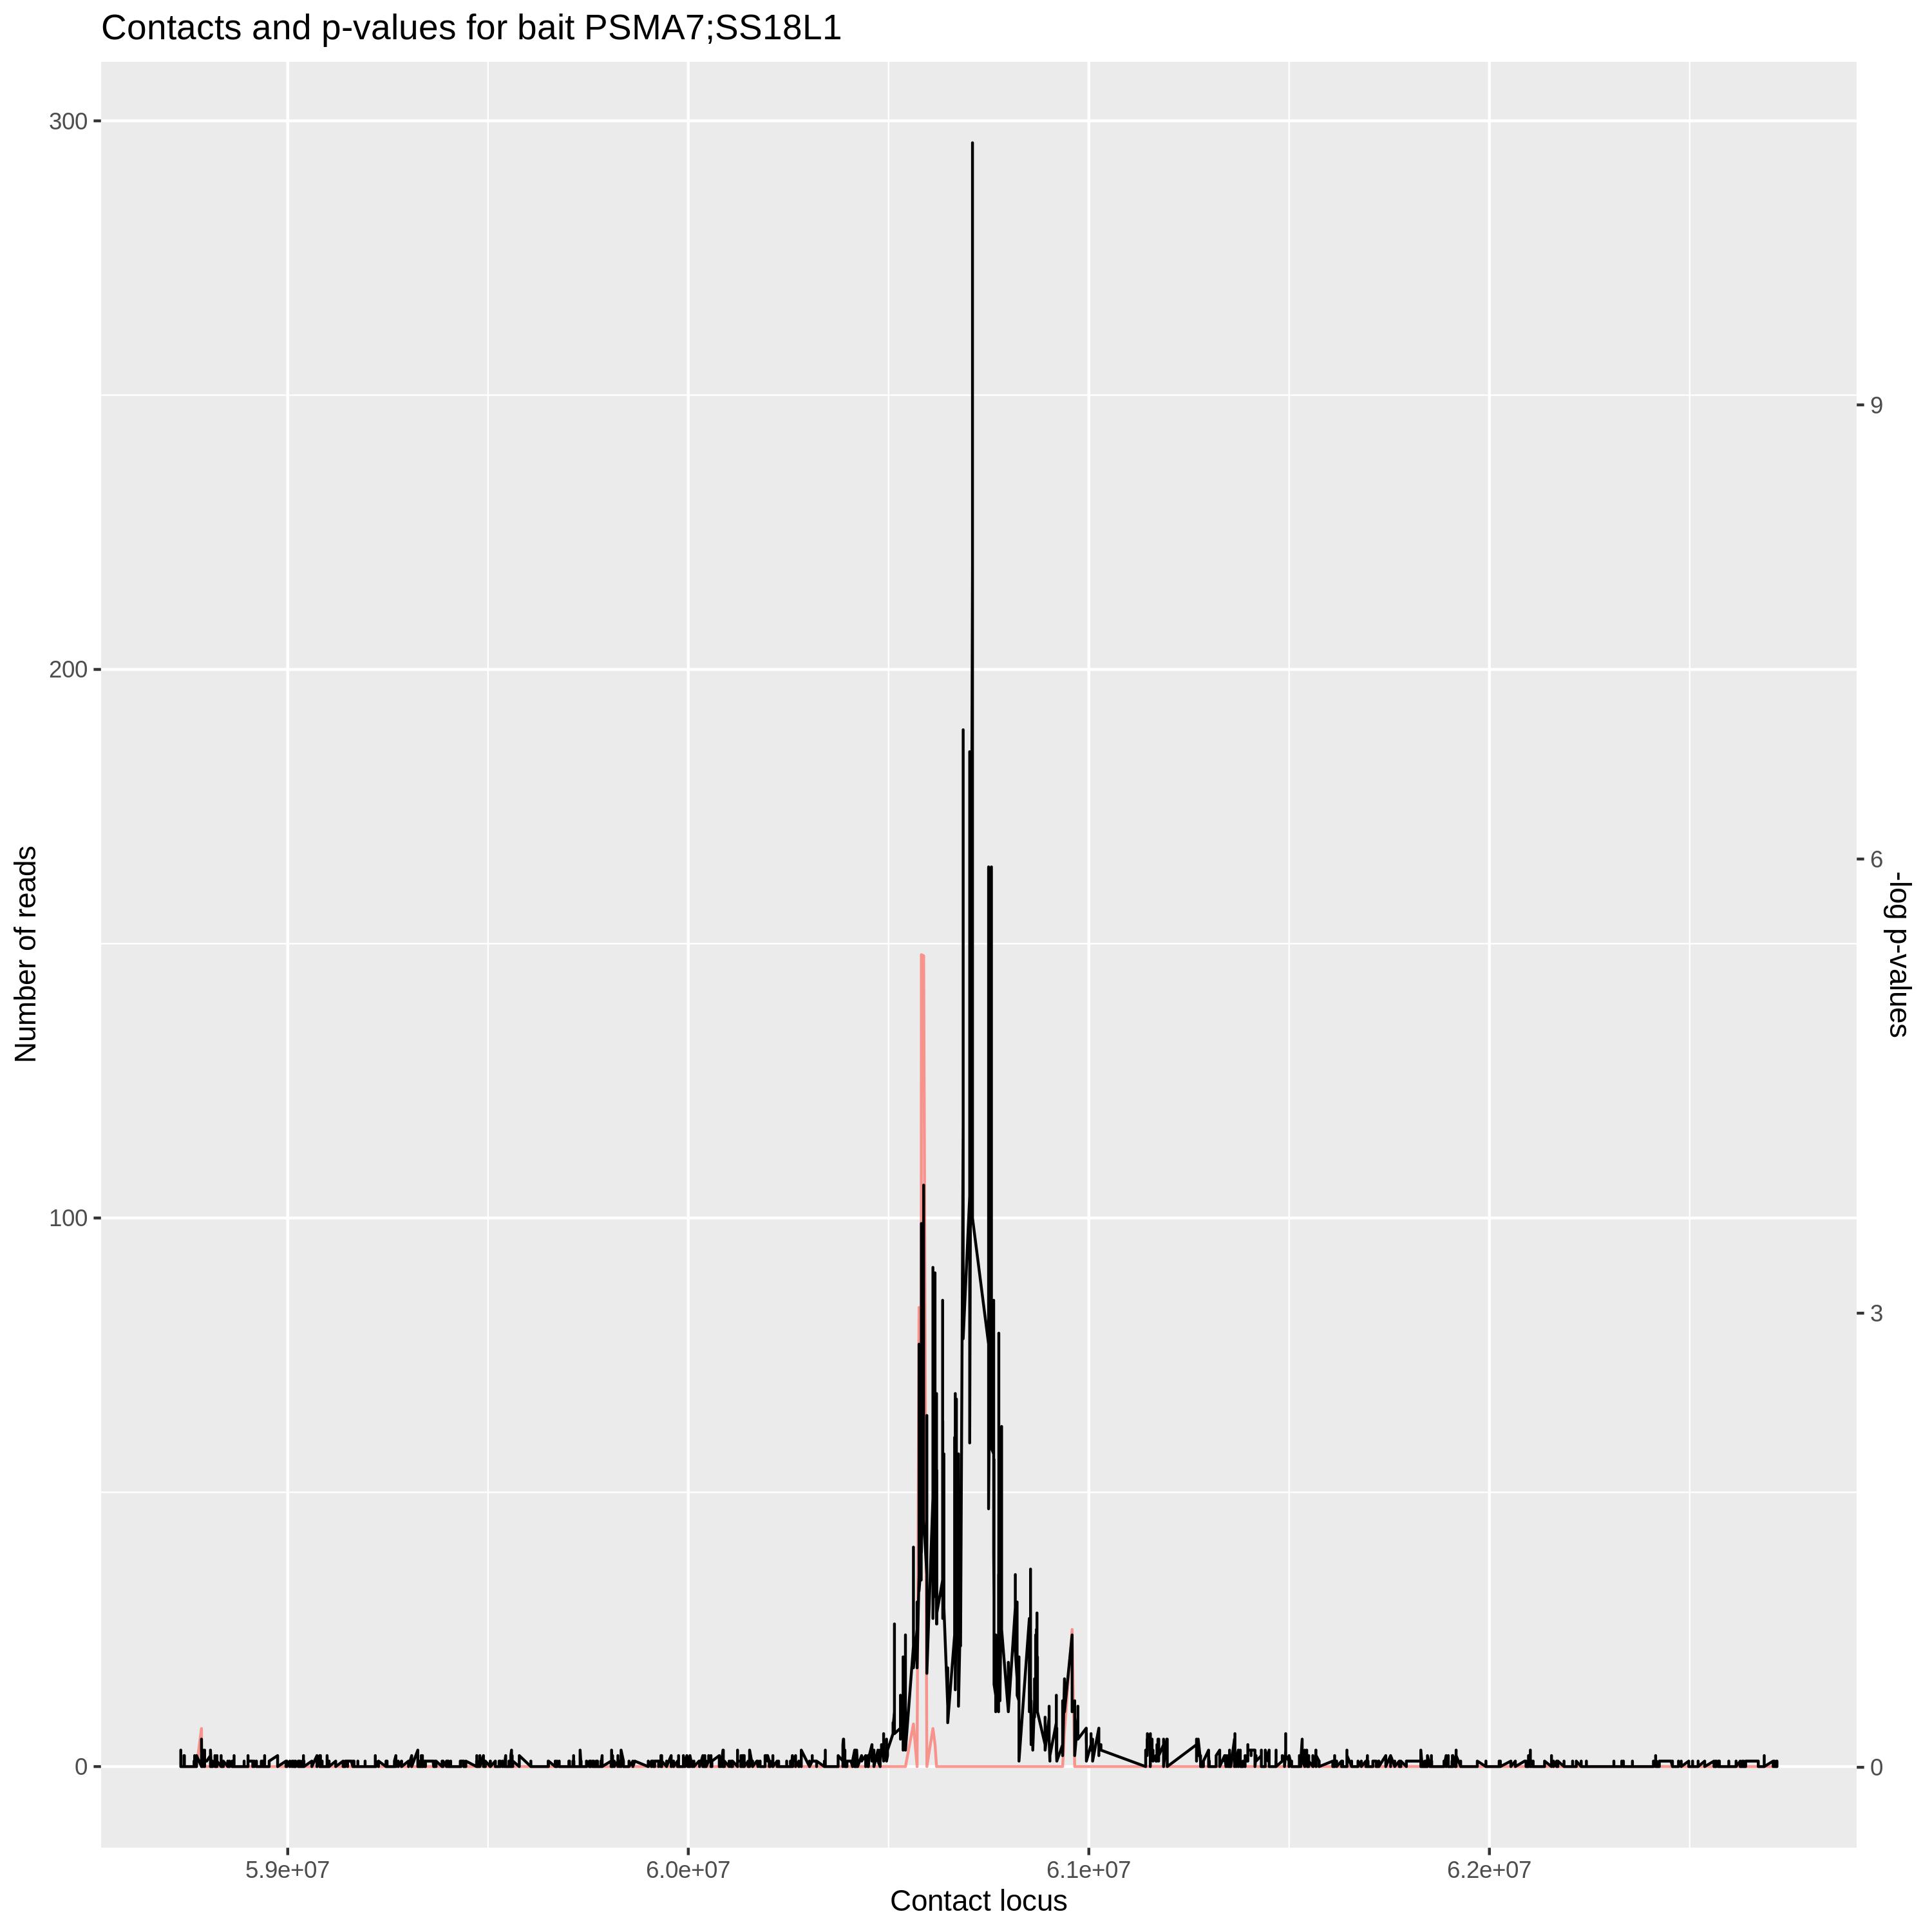 Contacts and p-values for bait PSMA7;SS18L1
300
200
100
0
Number of reads
9
6
3
0
-log p-values
5.9e+07
6.0e+07
6.1e+07
6.2e+07
Contact locus